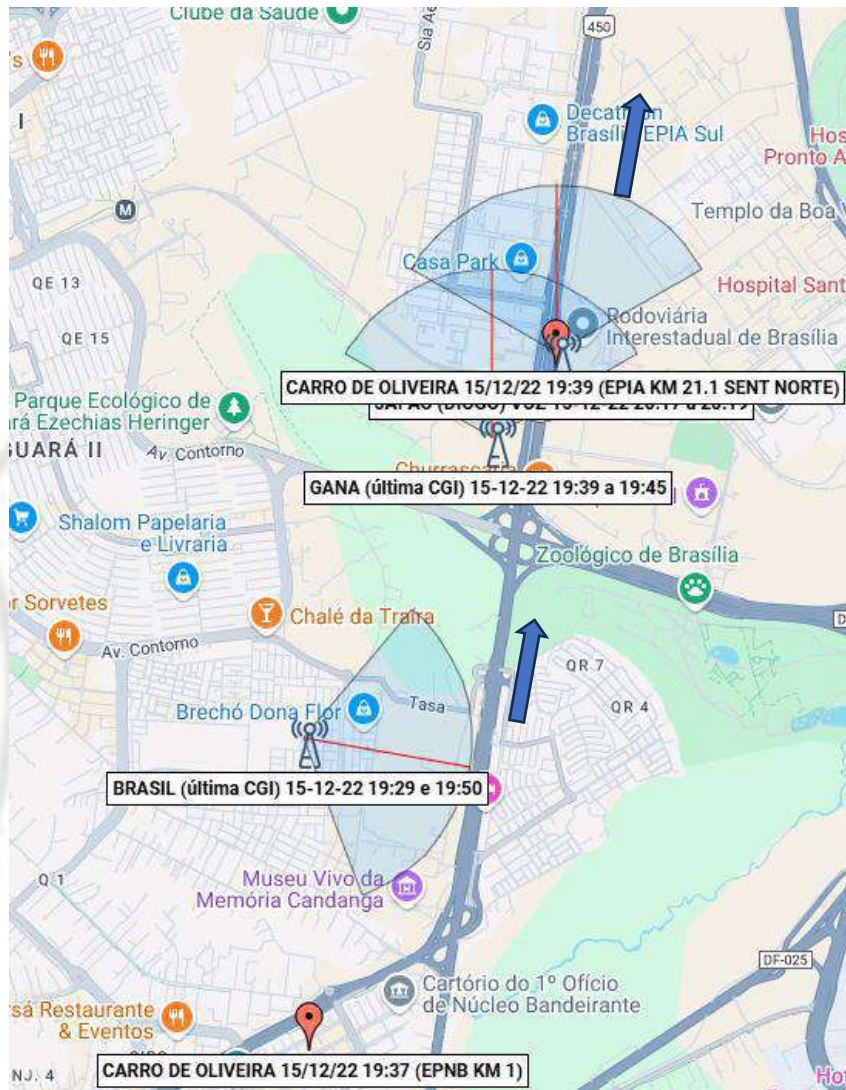 Clube da Saúde
450
Sia Ae
Decathlon
Brasília EPIA Sul
Hos
Pronto A
M
Templo da Boa V
QE 13
Casa Park
Hospital Sant
QE 15
Rodoviária
Interestadual de Brasília
CARRO DE OLIVEIRA 15/12/22 19:39 (EPIA KM 21.1 SENT NORTE)
Parque Ecológico de
ará Ezechias Heringer
GUARÁ II
Av. Contorno
Churrascaria
GANA (última CGI) 15-12-22 19:39 a 19:45
Shalom Papelaria
e Livraria
Zoológico de Brasília
or Sorvetes
Chalé da Traíra
D
Av. Contorno
QR 7
Brechó Dona Flor
Tasa
QR 4
BRASIL (última CGI) 15-12-22 19:29 e 19:50
Q 1
Museu Vivo da
Memória Candanga
DF-025
Cartório do 1º Ofício
de Núcleo Bandeirante
rsá Restaurante
& Eventos
NJ. 4
CARRO DE OLIVEIRA 15/12/22 19:37 (EPNB KM 1)
Hot